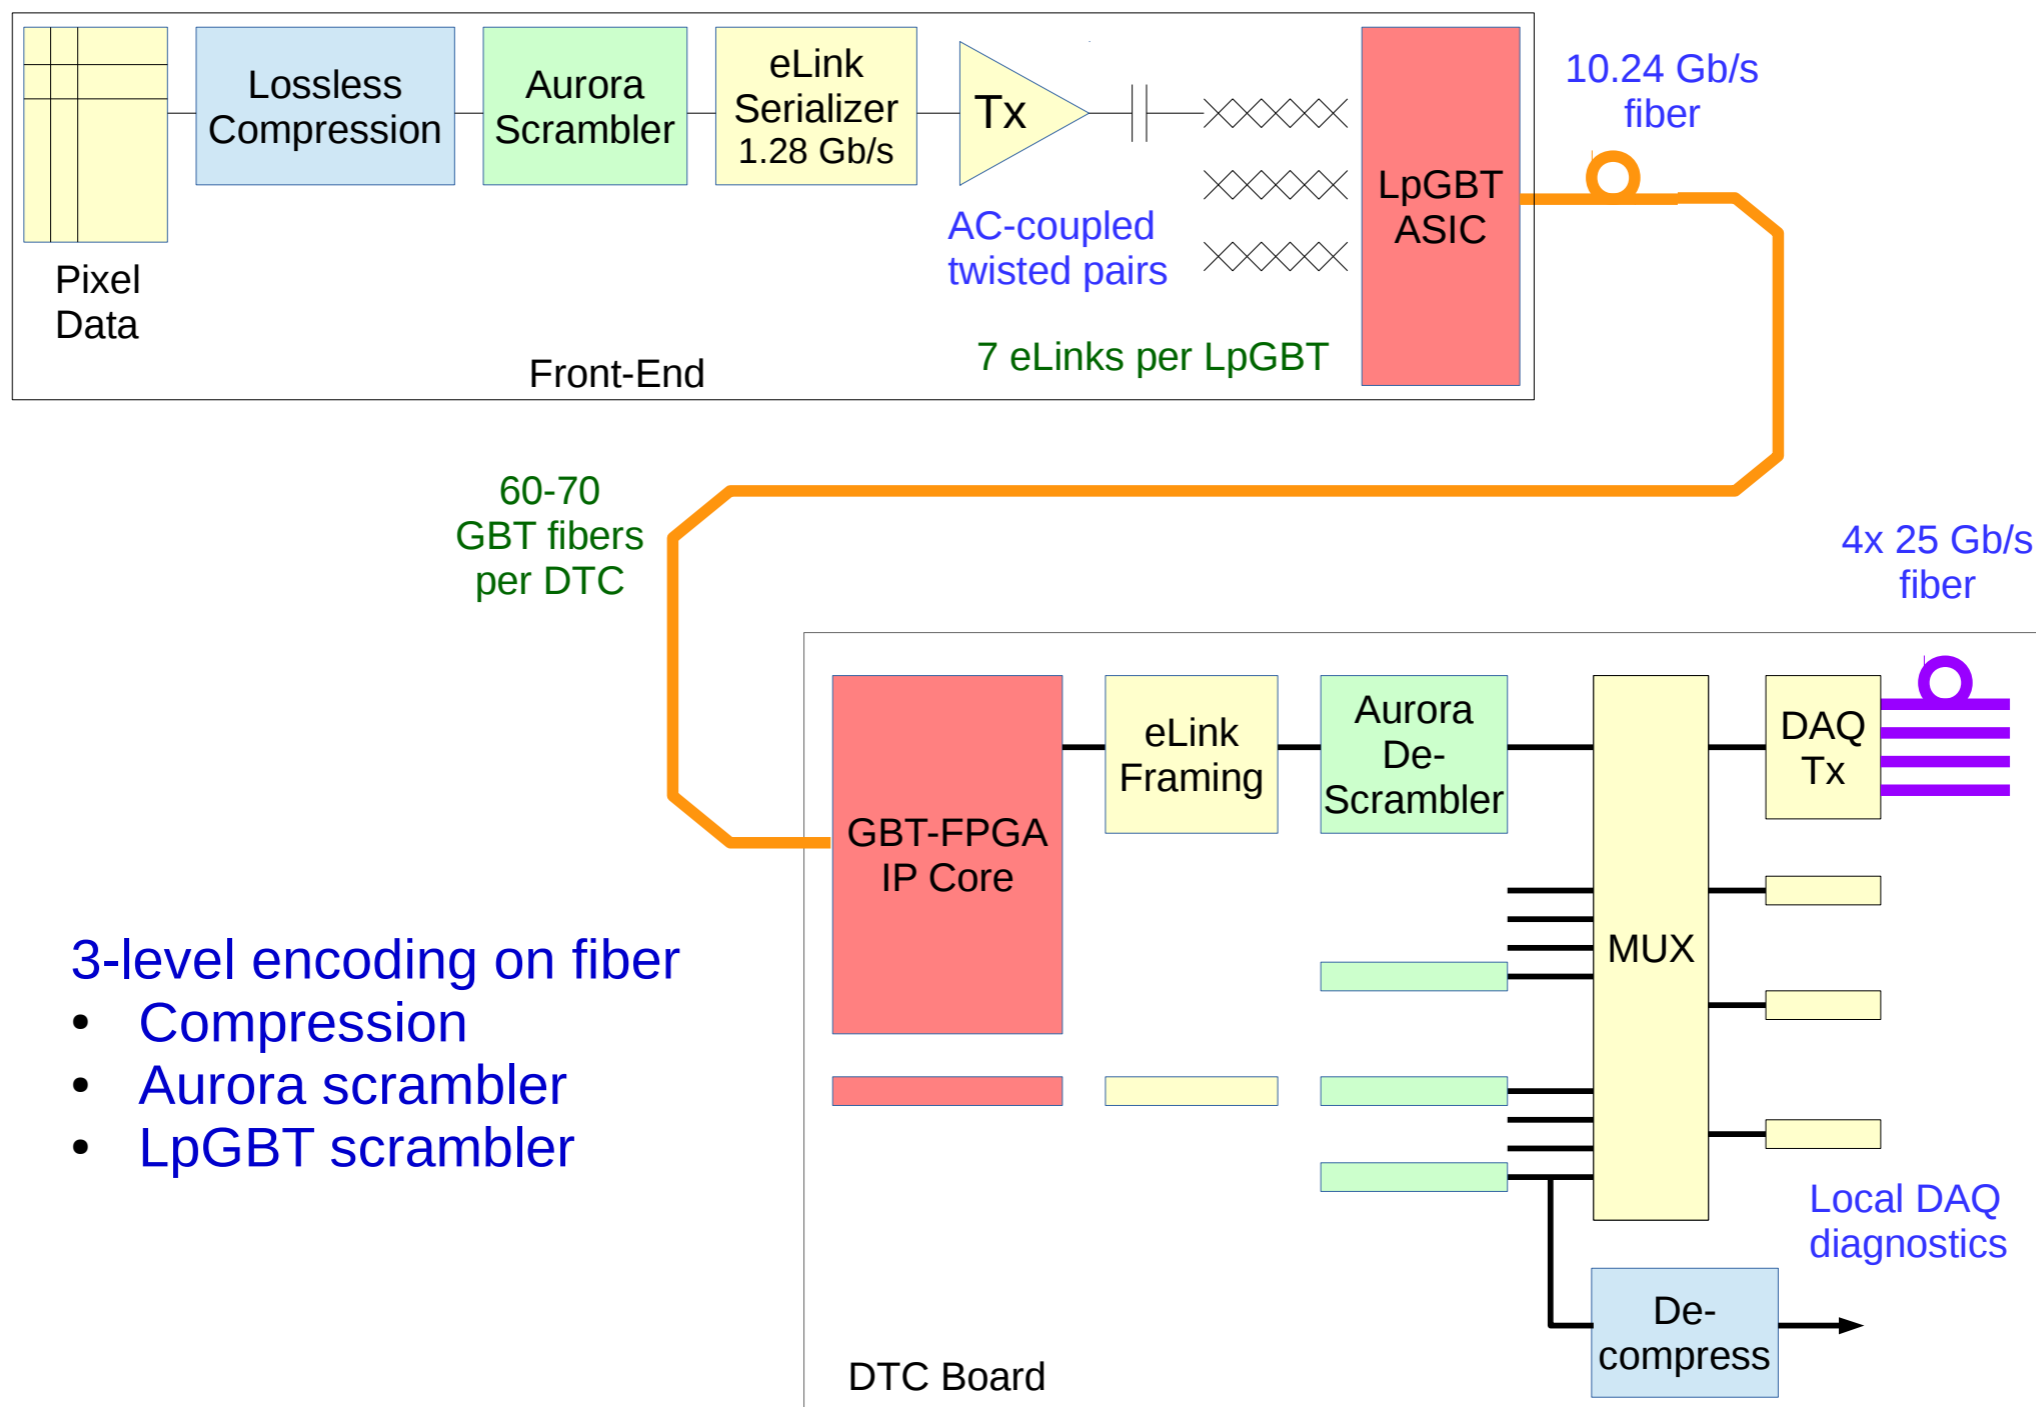 Lossless
Compression
Aurora
Scrambler
eLink
Serializer
1.28 Gb/s
Tx
LpGBT
ASIC
10.24 Gb/s
fiber
AC-coupled
twisted pairs
Pixel
Data
7 eLinks per LpGBT
Front-End
60-70
GBT fibers
per DTC
4x 25 Gb/s
fiber
GBT-FPGA
IP Core
eLink
Framing
Aurora
De-
Scrambler
MUX
DAQ
Tx
3-level encoding on fiber
• Compression
• Aurora scrambler
• LpGBT scrambler
Local DAQ
diagnostics
De-
compress
DTC Board